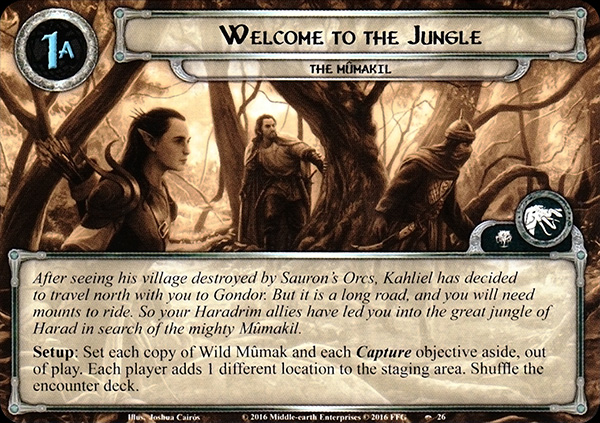 1A
WELCOME TO THE JUNGLE
THE MÛMAKIL
After seeing his village destroyed by Sauron's Orcs, Kahliel has decided
to travel north with you to Gondor. But it is a long road, and you will need
mounts to ride. So your Haradrim allies have led you into the great jungle of
Harad in search of the mighty Mûmakil.
Setup: Set each copy of Wild Mûmak and each Capture objective aside, out
of play. Each player adds 1 different location to the staging area. Shuffle the
encounter deck.
Illus. Joshua Cairós © 2016 Middle-earth Enterprises © 2016 FFG 26